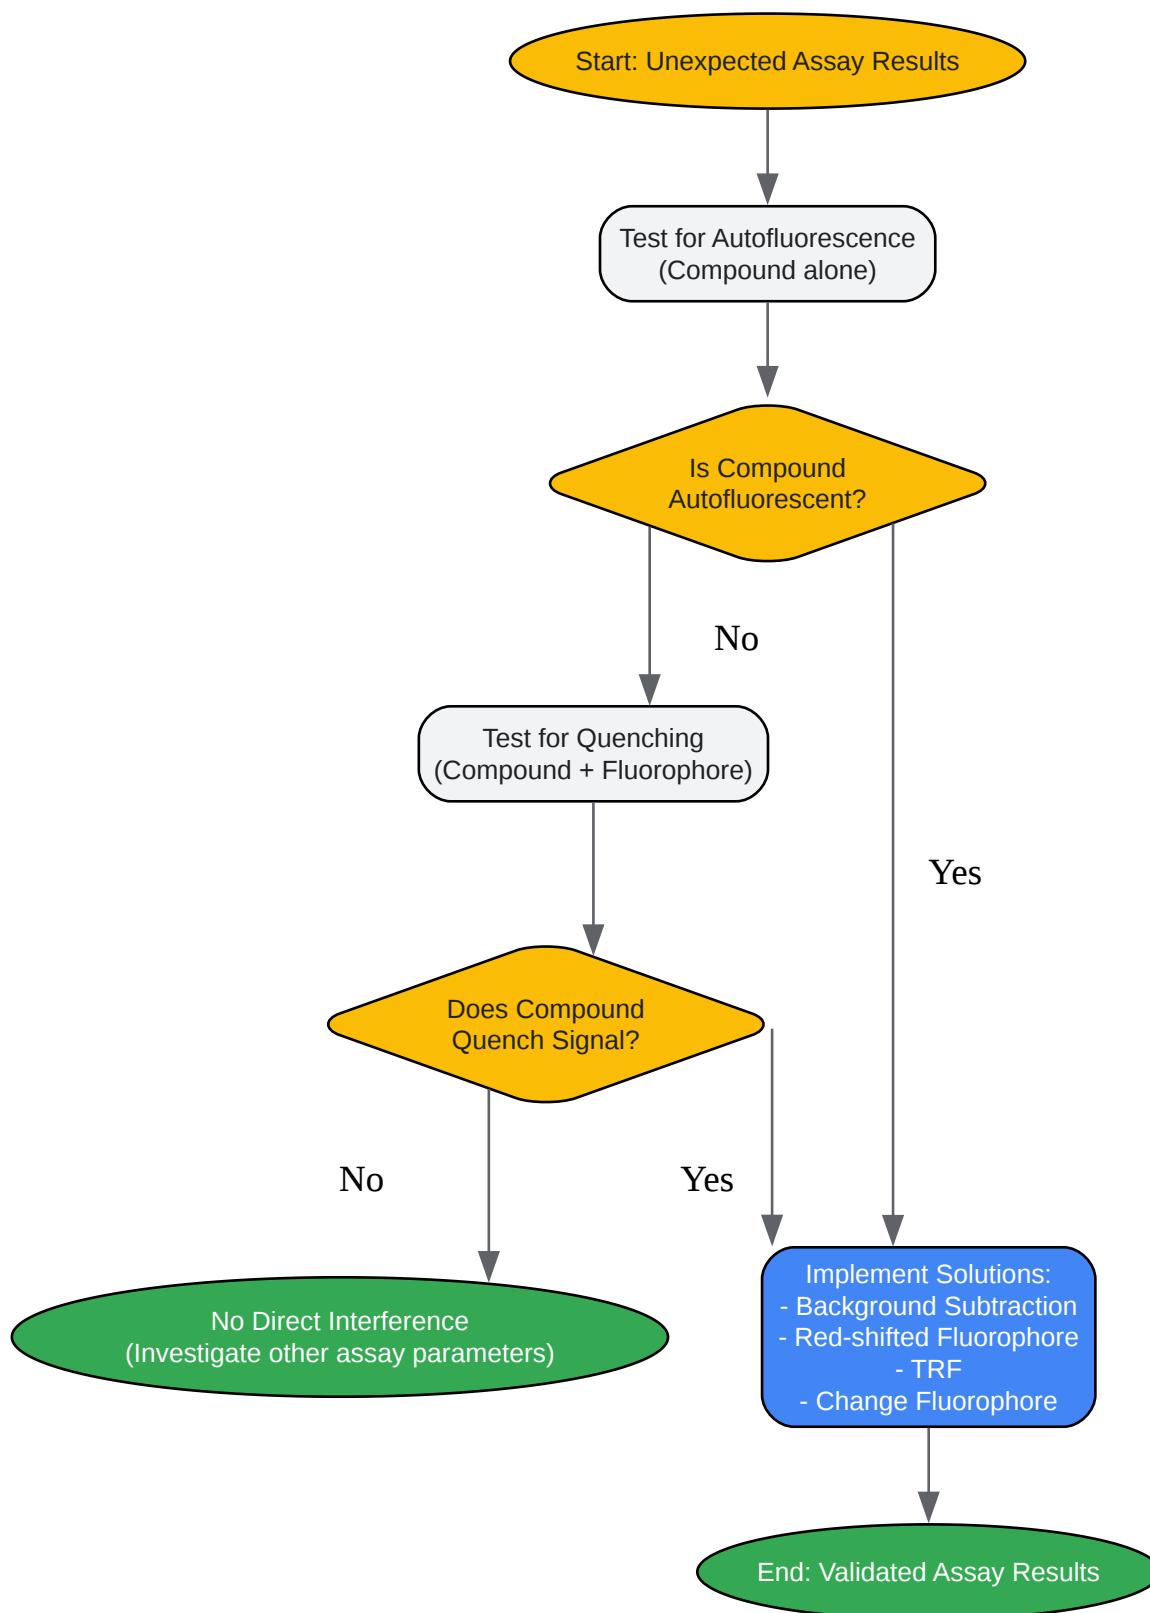 Start: Unexpected Assay Results
Test for Autofluorescence
(Compound alone)
Is Compound
Autofluorescent?
No
Test for Quenching
(Compound + Fluorophore)
Yes
Does Compound
Quench Signal?
No
Yes
Implement Solutions:
- Background Subtraction
- Red-shifted Fluorophore
- TRF
- Change Fluorophore
No Direct Interference
(Investigate other assay parameters)
End: Validated Assay Results